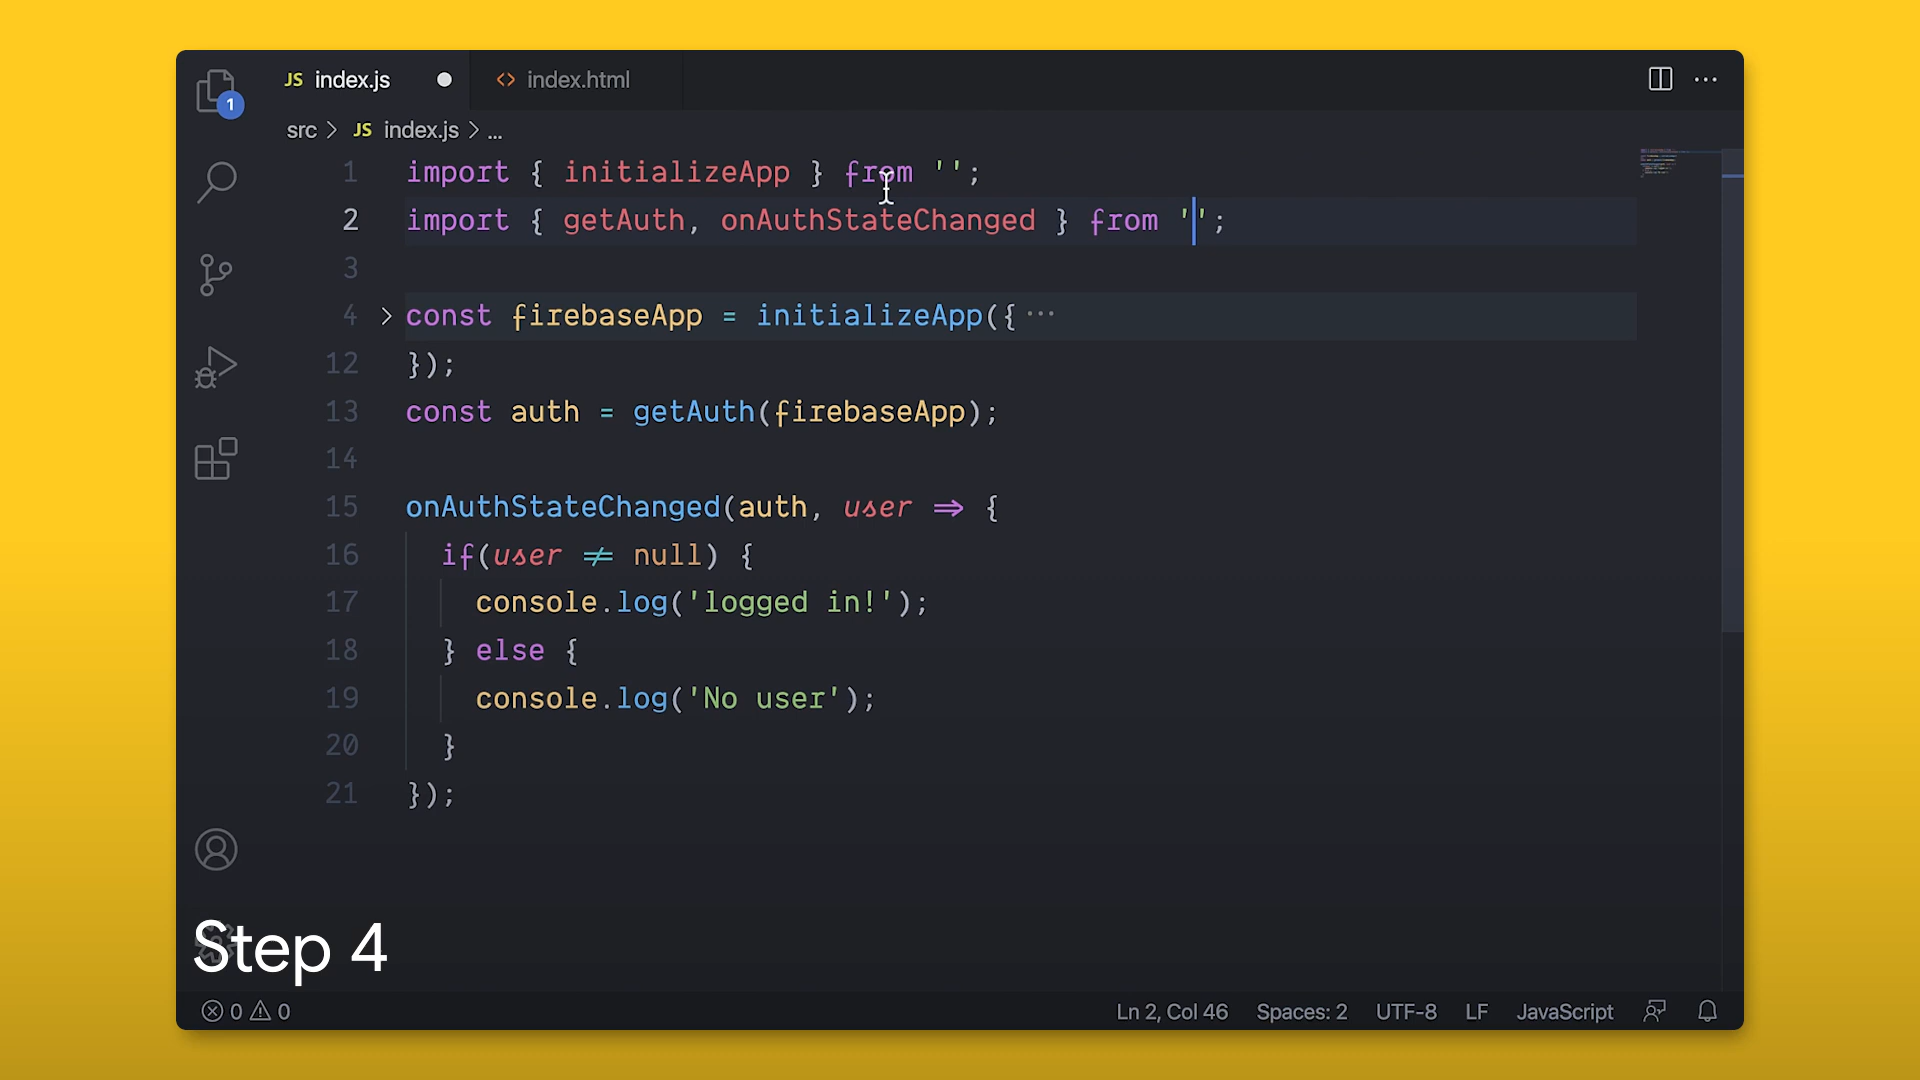 JS index.js
<> index.html
1
src > JS index.js > ...
1 import { initializeApp } from '';
2 import { getAuth, onAuthStateChanged } from '';
3
4 > const firebaseApp = initializeApp({ ···
12 });
13 const auth = getAuth(firebaseApp);
14
15 onAuthStateChanged(auth, user ⇒ {
16 if(user ≠ null) {
17 console.log('logged in!');
18 } else {
19 console.log('No user');
20 }
21 });
Step 4
0 0 Ln 2, Col 46 Spaces: 2 UTF-8 LF JavaScript